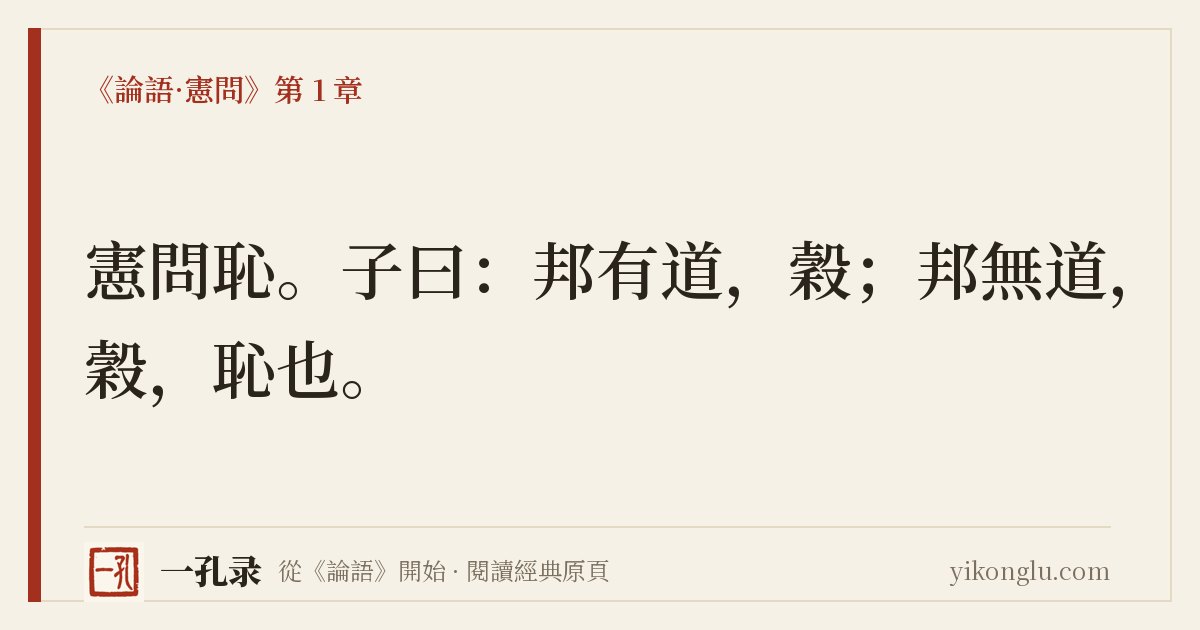 《論語·憲問》第 1 章
憲問恥。子曰：邦有道，穀；邦無道，
穀，恥也。
一孔 一孔录 從《論語》開始 · 閱讀經典原頁 yikonglu.com